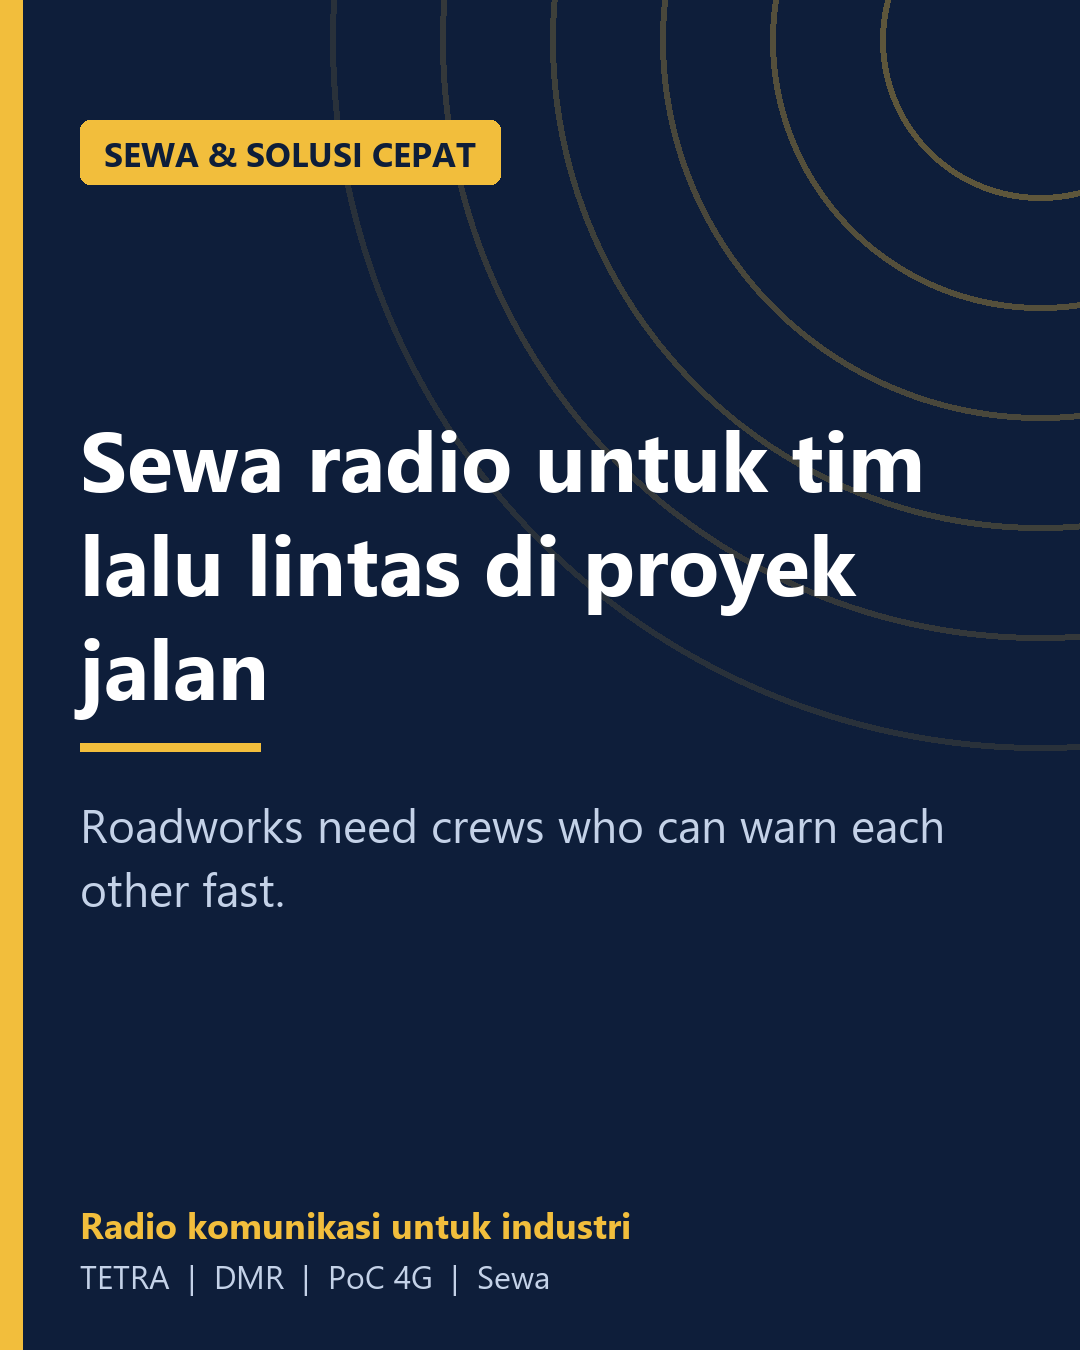 SEWA & SOLUSI CEPAT
Sewa radio untuk tim
lalu lintas di proyek
jalan
Roadworks need crews who can warn each
other fast.
Radio komunikasi untuk industri
TETRA | DMR | PoC 4G | Sewa